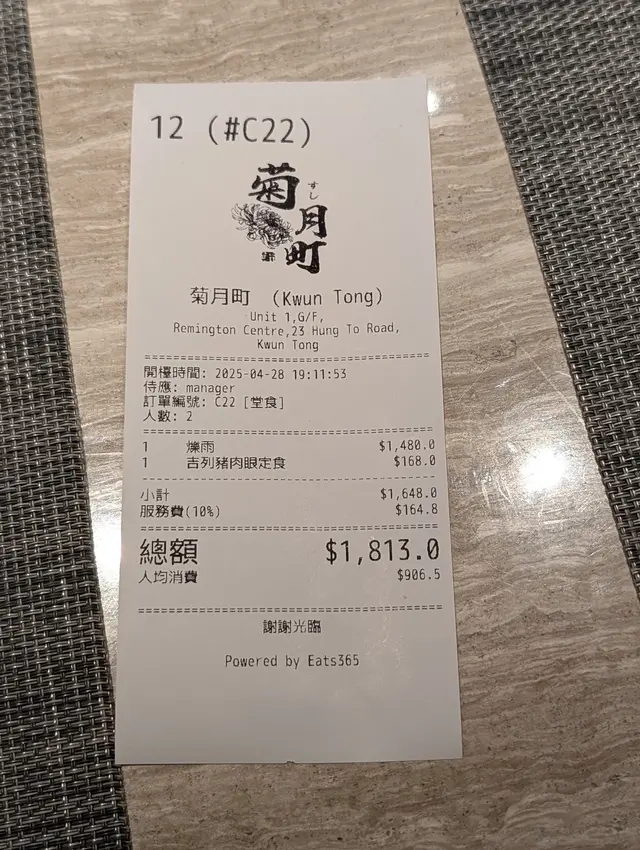 12 (#C22)
菊
すし
月
町
菊月町 (Kwun Tong)
Unit 1,G/F,
Remington Centre,23 Hung To Road,
Kwun Tong
開檯時間: 2025-04-28 19:11:53
侍應: manager
訂單編號: C22 [堂食]
人數: 2
1 爍雨 $1,480.0
1 吉列豬肉眼定食 $168.0
小計 $1,648.0
服務費(10%) $164.8
總額 $1,813.0
人均消費 $906.5
謝謝光臨
Powered by Eats365